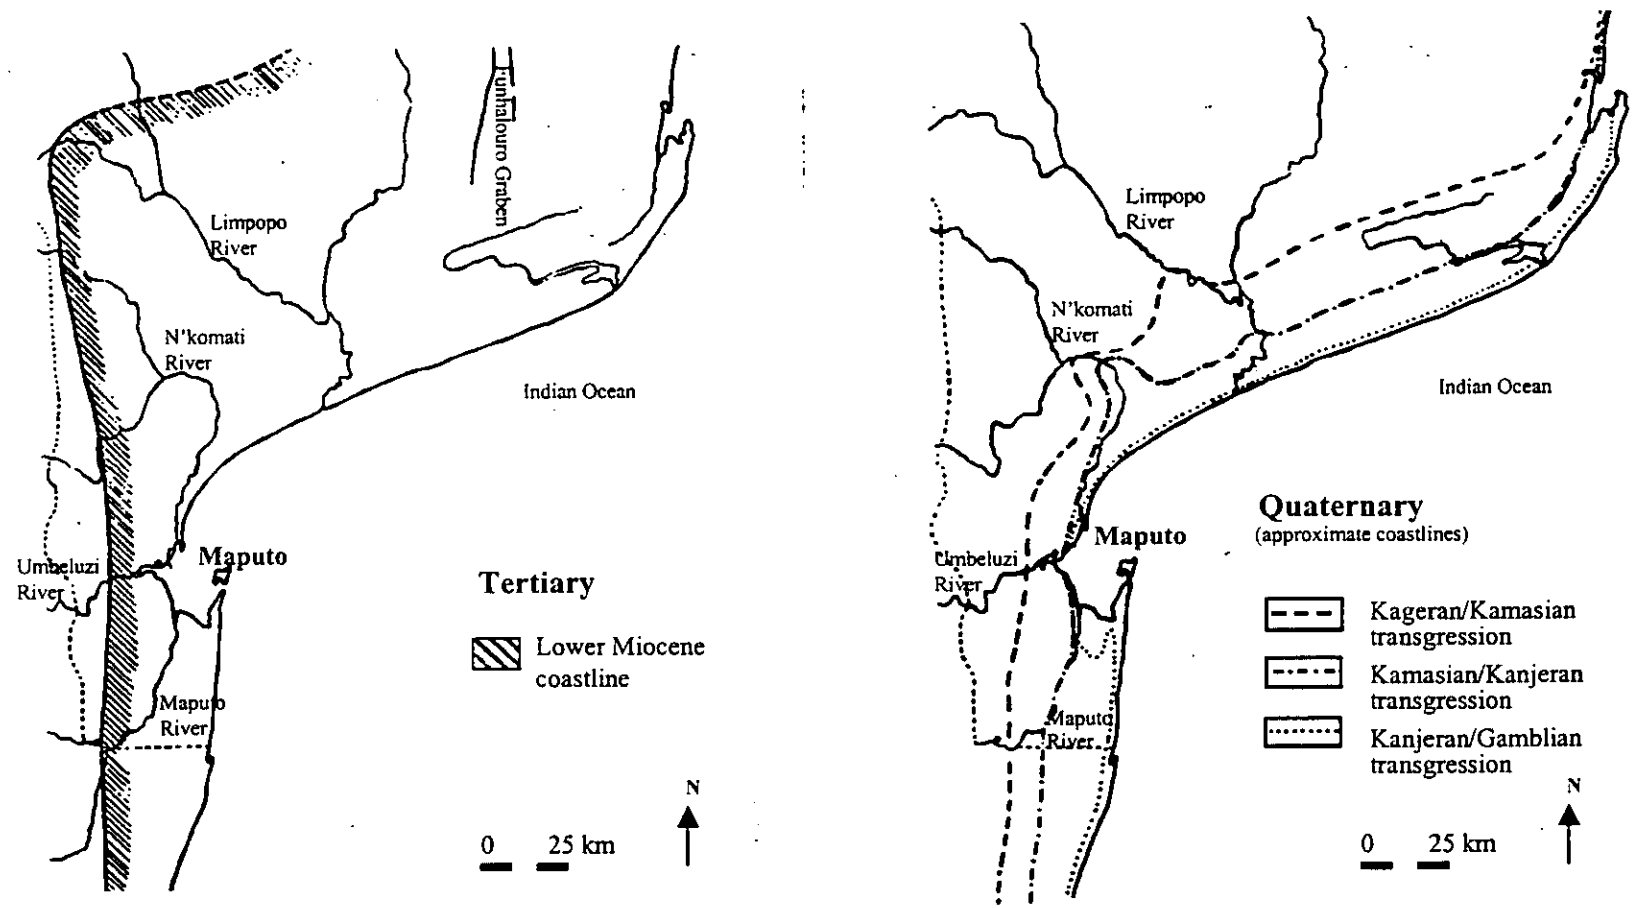 unhalouro Graben
Limpopo
River
N'komati
River
Indian Ocean
Maputo
Umbeluzi
River
Tertiary
Lower Miocene
coastline
Maputo
River
N
0 25 km
Limpopo
River
N'komati
River
Indian Ocean
Quaternary
(approximate coastlines)
Maputo
Umbeluzi
River
Kageran/Kamasian
transgression
Kamasian/Kanjeran
transgression
Maputo
River
Kanjeran/Gamblian
transgression
N
0 25 km